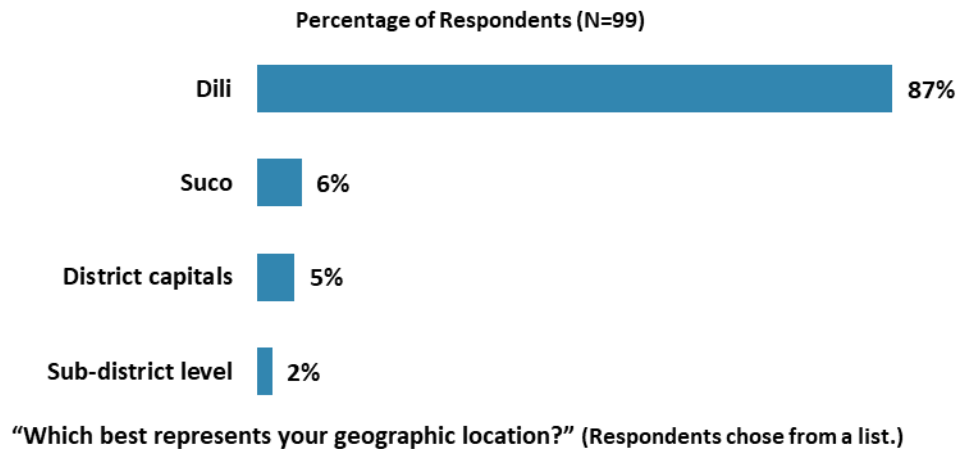 Percentage of Respondents (N=99)
Dili 87%
Suco 6%
District capitals 5%
Sub-district level 2%
“Which best represents your geographic location?” (Respondents chose from a list.)